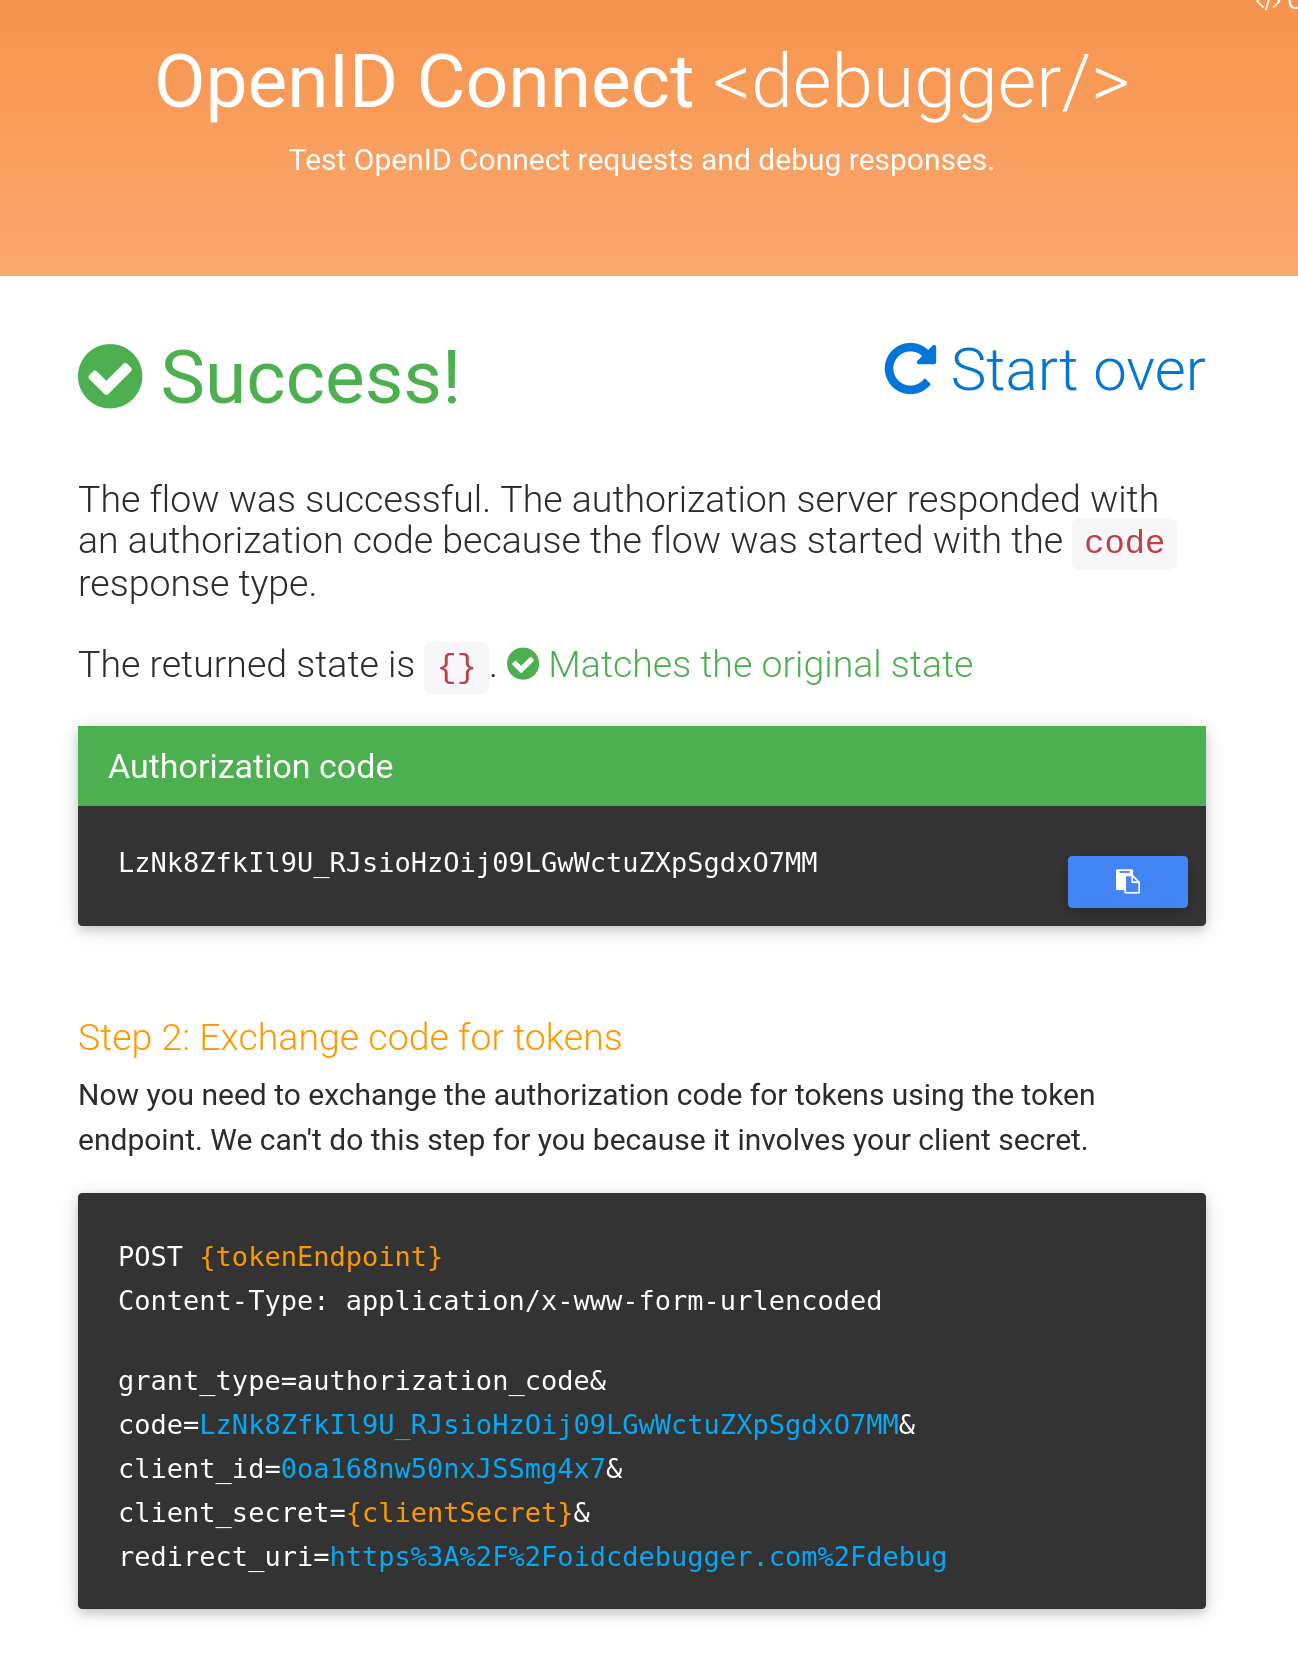 OpenID Connect <debugger/>
Test OpenID Connect requests and debug responses.
Success!
Start over
The flow was successful. The authorization server responded with
an authorization code because the flow was started with the code
response type.
The returned state is {}. Matches the original state
Authorization code
LzNk8ZfkIl9U_RJsioHzOij09LGwWctuZXpSgdxO7MM
Step 2: Exchange code for tokens
Now you need to exchange the authorization code for tokens using the token
endpoint. We can't do this step for you because it involves your client secret.
POST {tokenEndpoint}
Content-Type: application/x-www-form-urlencoded
grant_type=authorization_code&
code=LzNk8ZfkIl9U_RJsioHzOij09LGwWctuZXpSgdxO7MM&
client_id=0oa168nw50nxJSSmg4x7&
client_secret={clientSecret}&
redirect_uri=https%3A%2F%2Foidcdebugger.com%2Fdebug